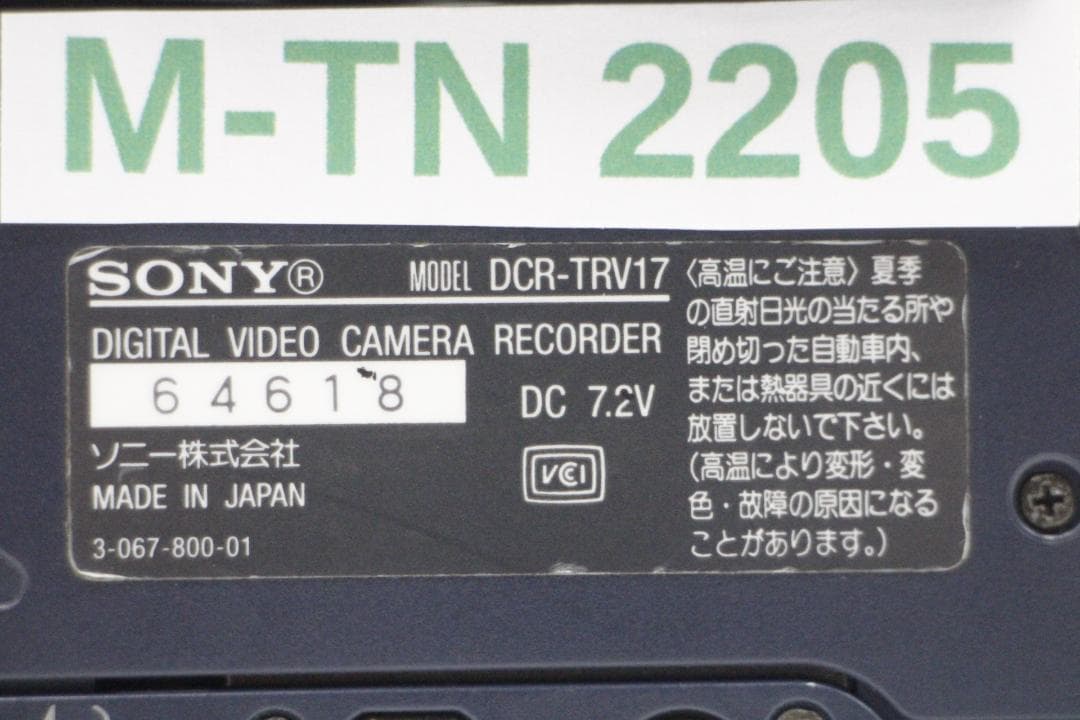 M-TN 2205
SONY® MODEL DCR-TRV17
DIGITAL VIDEO CAMERA RECORDER
64618
DC 7.2V
ソニー株式会社
VCI
MADE IN JAPAN
3-067-800-01
〈高温にご注意〉夏季
の直射日光の当たる所や
閉め切った自動車内、
または熱器具の近くには
放置しないで下さい。
(高温により変形・変
色・故障の原因になる
ことがあります。)